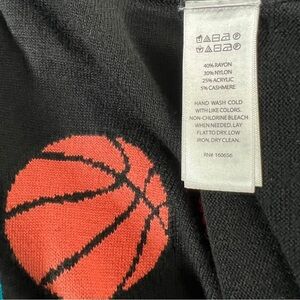 40% RAYON
30% NYLON
25% ACRYLIC
5% CASHMERE
HAND WASH COLD
WITH LIKE COLORS.
NON-CHLORINE BLEACH
WHEN NEEDED. LAY
FLAT TO DRY. LOW
IRON. DRY CLEAN.
PN# 160656